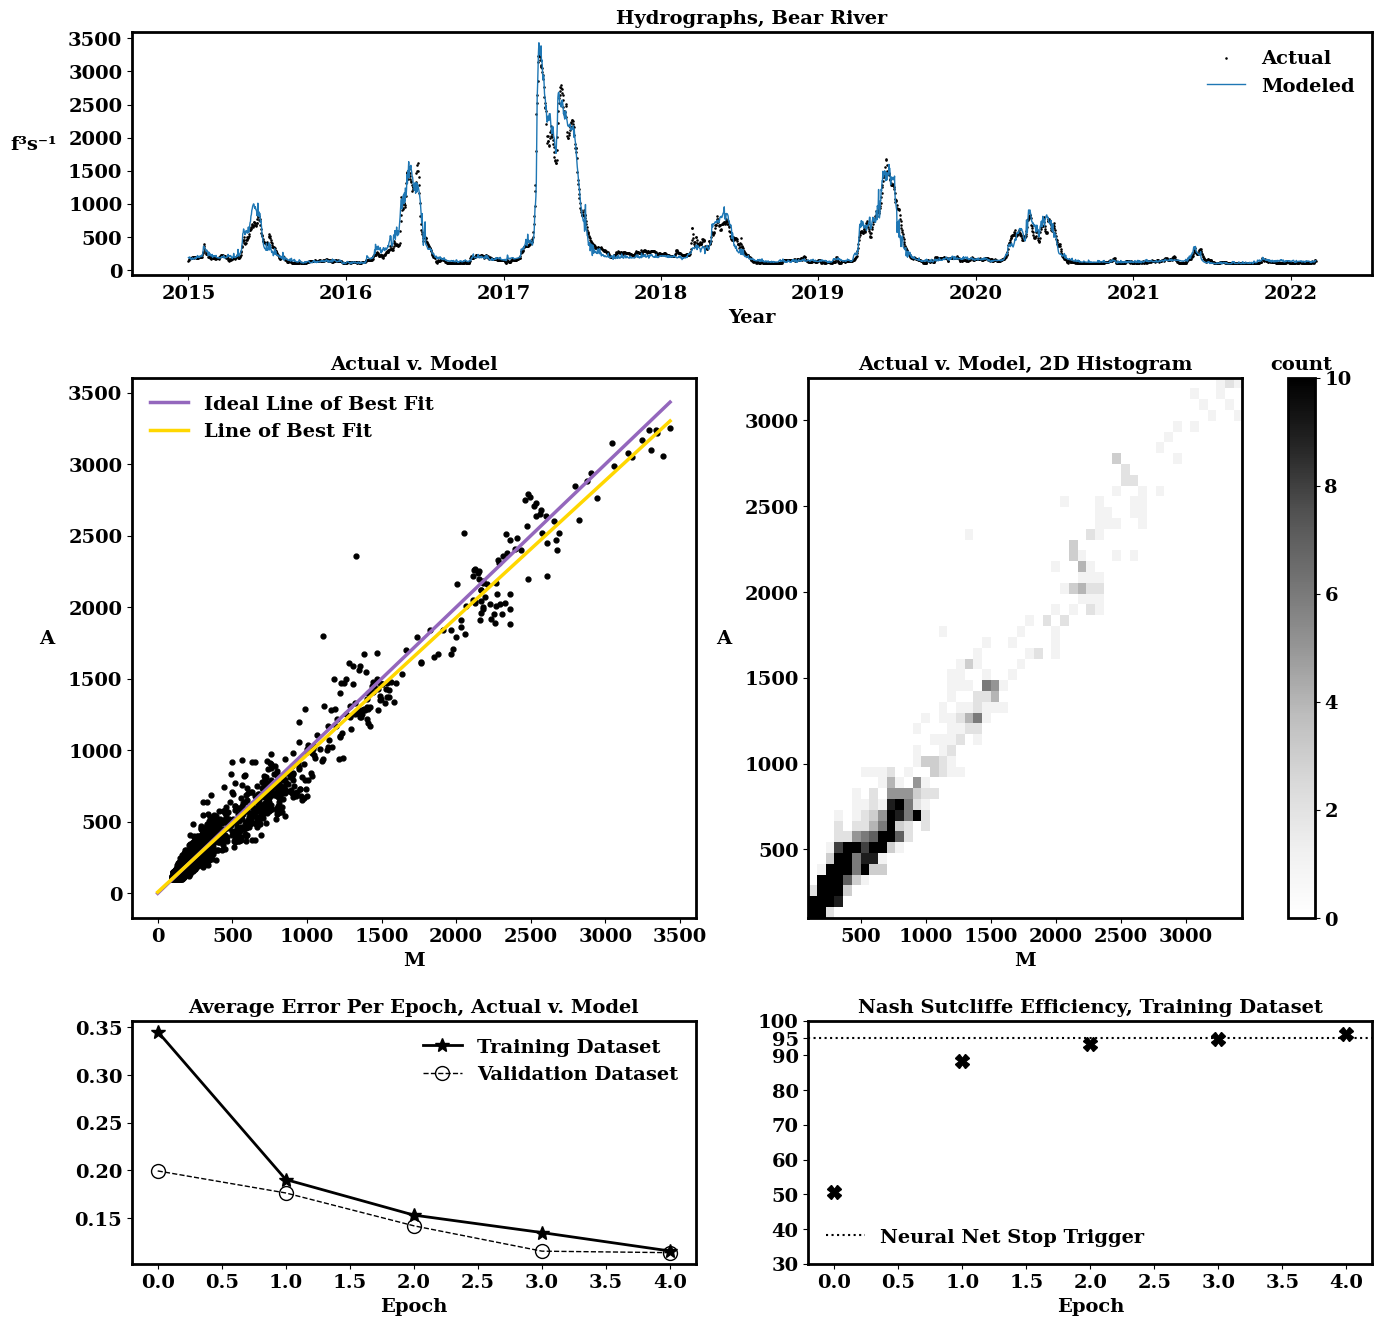 Hydrographs, Bear River
3500
3000
2500
2000
1500
1000
500
0
f³s⁻¹
Actual
Modeled
2015 2016 2017 2018 2019 2020 2021 2022
Year
Actual v. Model
3500
3000
2500
2000
1500
1000
500
0
A
Ideal Line of Best Fit
Line of Best Fit
0 500 1000 1500 2000 2500 3000 3500
M
Actual v. Model, 2D Histogram
3000
2500
2000
1500
1000
500
A
500 1000 1500 2000 2500 3000
M
count
10
8
6
4
2
0
Average Error Per Epoch, Actual v. Model
0.35
0.30
0.25
0.20
0.15
Training Dataset
Validation Dataset
0.0 0.5 1.0 1.5 2.0 2.5 3.0 3.5 4.0
Epoch
Nash Sutcliffe Efficiency, Training Dataset
100
95
90
80
70
60
50
40
30
Neural Net Stop Trigger
0.0 0.5 1.0 1.5 2.0 2.5 3.0 3.5 4.0
Epoch